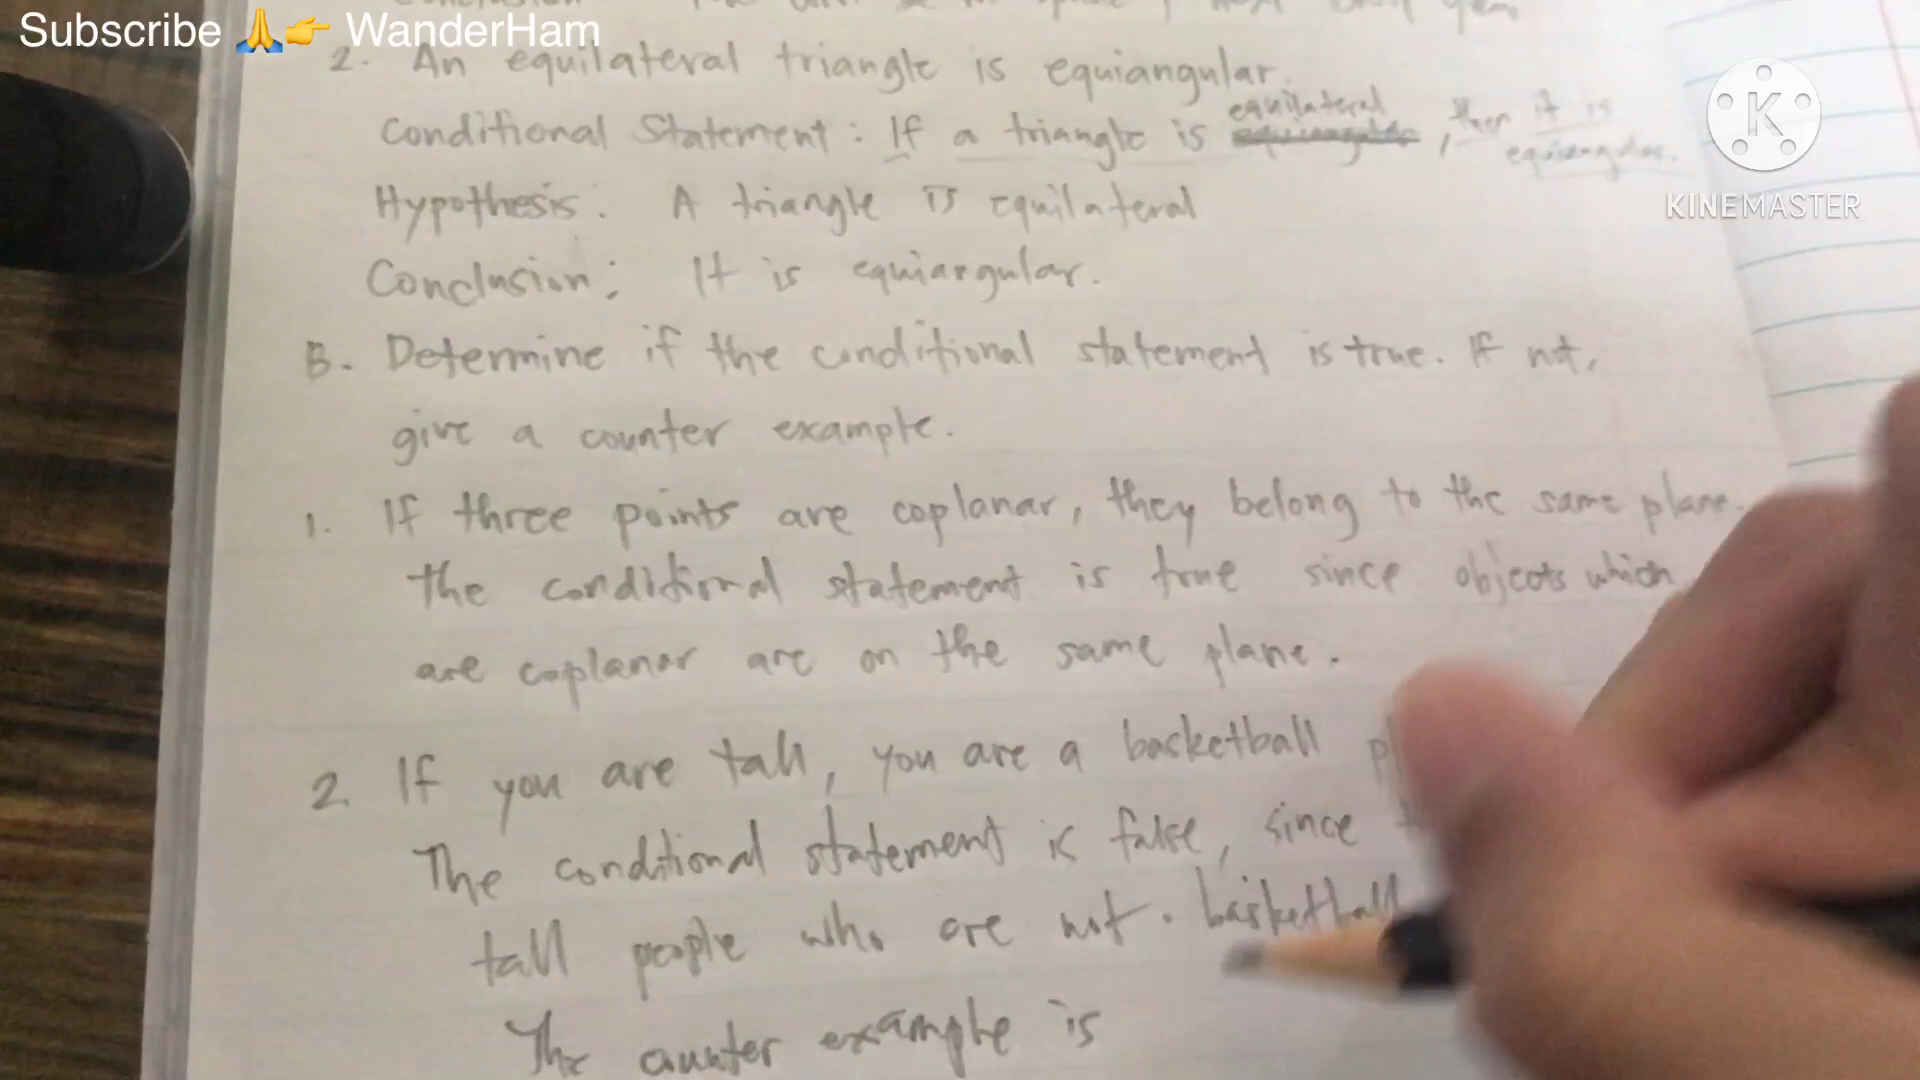 Subscribe 🙏👉 WanderHam
2. An equilateral triangle is equiangular.
Conditional Statement: If a triangle is equilateral, then it is equiangular.
Hypothesis: A triangle is equilateral
Conclusion: It is equiangular.
B. Determine if the conditional statement is true. If not,
give a counter example.
1. If three points are coplanar, they belong to the same plane.
The conditional statement is true since objects which
are coplanar are on the same plane.
2. If you are tall, you are a basketball
The conditional statement is false, since
tall people who are not basketball
The counter example is
KINEMASTER